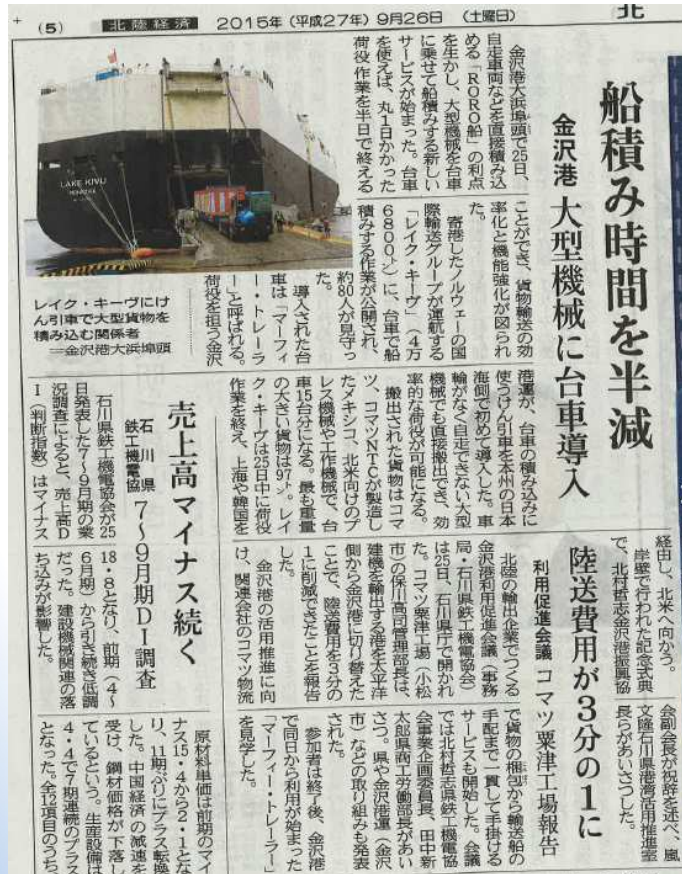 (5) 北陸経済 2015年(平成27年)9月26日 (土曜日) 北
船積み時間を半減
金沢港 大型機械に台車導入
金沢港大浜埠頭で25日、
自走車両などを直接積み込
める「RORO船」の利点
を生かし、大型機械を台車
に乗せて船積みする新しい
サービスが始まった。台車
を使えば、丸1日かかった
荷役作業を半日で終える
ことができ、貨物輸送の効
率化と機能強化が図られ
た。
寄港したノルウェーの国
際輸送グループが運航する
「レイク・キーヴ」(4万
6800㌧)に、台車で船
積みする作業が公開され、
約80人が見守っ
た。
導入された台
車は「マーフィ
ー・トレーラ
ー」と呼ばれる。
荷役を担う金沢
港運が、台車の積み込みに
使うけん引車を本州の日本
海側で初めて導入した。車
輪がなく自走できない大型
機械でも直接搬出でき、効
率的な荷役が可能になる。
搬出された貨物はコマ
ツ、コマツNTCが製造し
たメキシコ、北米向けのプ
レス機械や工作機械で、台
車15台分になる。最も重量
の大きい貨物は97㌧。レイ
ク・キーヴは25日中に荷役
作業を終え、上海や韓国を
経由し、北米へ向かう。
岸壁で行われた記念式典
で、北村哲志金沢港振興協
会副会長が祝辞を述べ、嵐
文隆石川県港湾活用推進室
長らがあいさつした。
LAKE KIVU
レイク・キーヴにけ
ん引車で大型貨物を
積み込む関係者
=金沢港大浜埠頭
陸送費用が3分の1に
利用促進会議 コマツ粟津工場報告
北陸の輸出企業でつくる
金沢港利用促進会議(事務
局・石川県鉄工機電協会)
は25日、石川県庁で開かれ
た。コマツ粟津工場(小松
市)の保川高司管理部長は、
建機を輸出する港を太平洋
側から金沢港に切り替えた
ことで、陸送費用を3分の
1に削減できたことを報告
した。
金沢港の活用推進に向
け、関連会社のコマツ物流
で貨物の梱包から輸送船の
手配まで一貫して手掛ける
サービスも開始した。会議
では北村哲志県鉄工機電協
会事業企画委員長、田中新
太郎県商工労働部長があい
さつ。県や金沢港運(金沢
市)などの取り組みも発表
された。
参加者は終了後、金沢港
で同日から利用が始まった
「マーフィー・トレーラー」
を見学した。
売上高マイナス続く
石川県
鉄工機電協 7~9月期DI調査
石川県鉄工機電協会が25
日発表した7~9月期の業
況調査によると、売上高D
I(判断指数)はマイナス
18・8となり、前期(4~
6月期)から引き続き低調
だった。建設機械関連の落
ち込みが影響した。
原材料単価は前期のマイ
ナス15・4から2・1とな
り、11期ぶりにプラス転換
した。中国経済の減速を
受け、鋼材価格が下落し
ているという。生産設備は
4・4で7期連続のプラス
となった。全12項目のうち、